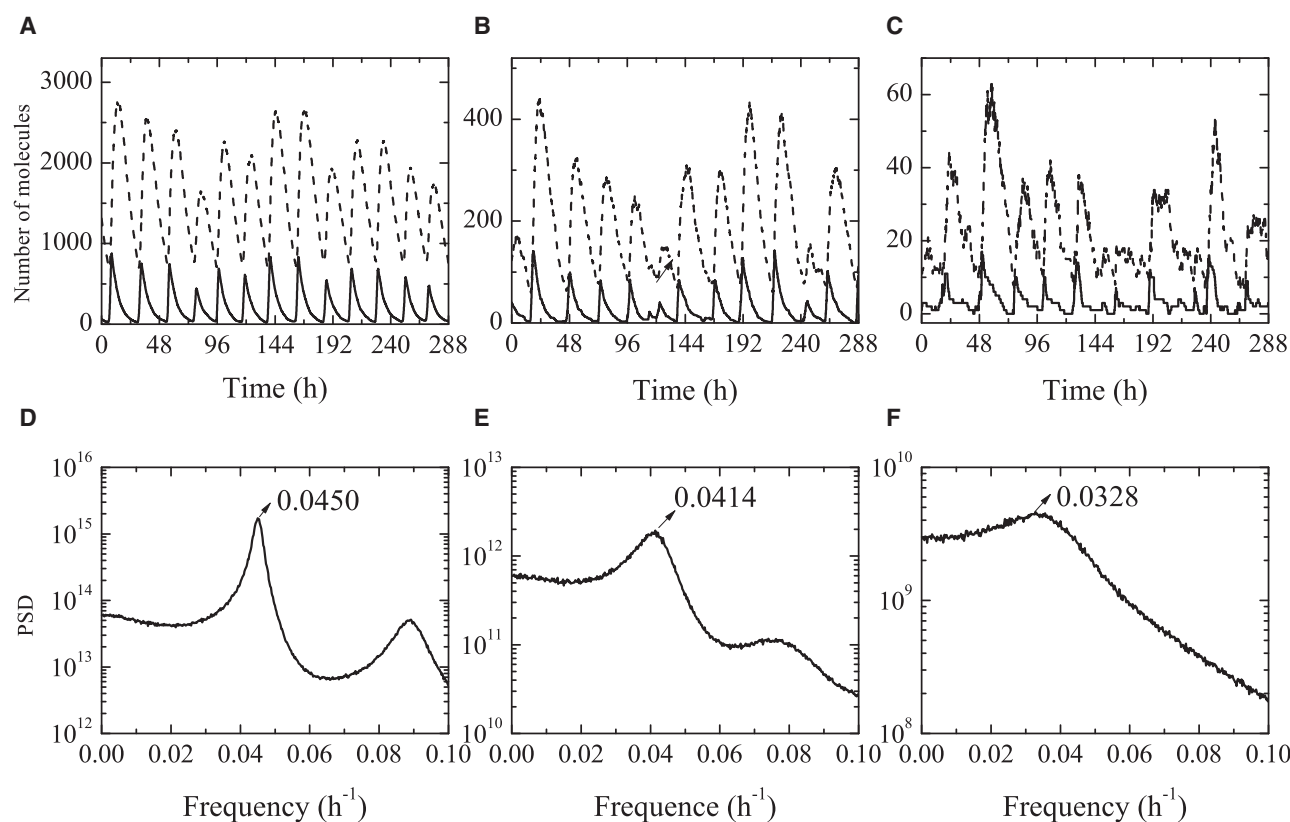 A
B
C
Number of molecules
3000
2000
1000
0
400
200
0
60
40
20
0
0 48 96 144 192 240 288
0 48 96 144 192 240 288
0 48 96 144 192 240 288
Time (h)
Time (h)
Time (h)
D
E
F
PSD
10^16
10^15
10^14
10^13
10^12
0.0450
10^13
10^12
10^11
10^10
0.0414
10^10
10^9
10^8
0.0328
0.00 0.02 0.04 0.06 0.08 0.10
0.00 0.02 0.04 0.06 0.08 0.10
0.00 0.02 0.04 0.06 0.08 0.10
Frequency (h^-1)
Frequence (h^-1)
Frequency (h^-1)